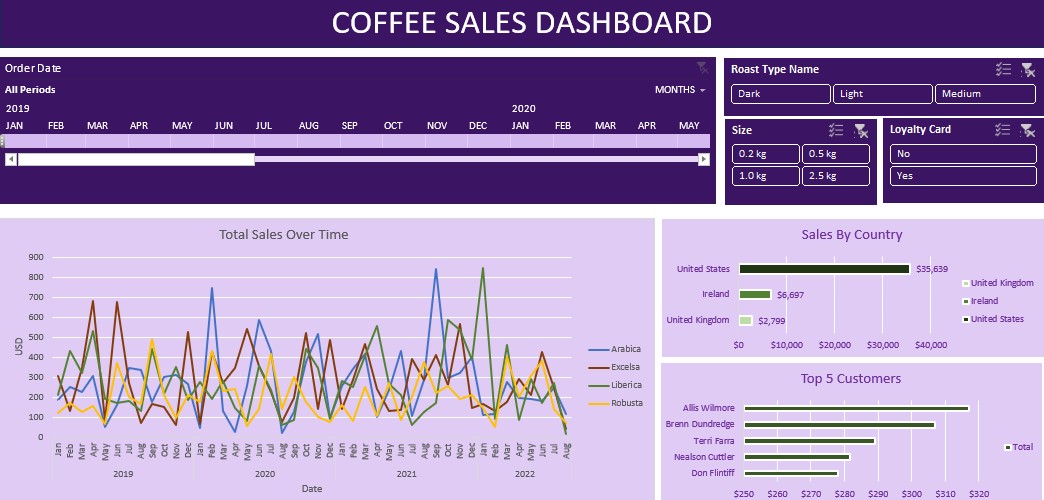 COFFEE SALES DASHBOARD
Order Date
All Periods
MONTHS
2019 2020
JAN FEB MAR APR MAY JUN JUL AUG SEP OCT NOV DEC JAN FEB MAR APR MAY
Roast Type Name
Dark Light Medium
Size
0.2 kg 0.5 kg
1.0 kg 2.5 kg
Loyalty Card
No
Yes
Total Sales Over Time
900
800
700
600
500
400
300
200
100
0
USD
Jan Feb Mar Apr May Jun Jul Aug Sep Oct Nov Dec Jan Feb Mar Apr May Jun Jul Aug Sep Oct Nov Dec Jan Feb Mar Apr May Jun Jul Aug Sep Oct Nov Dec Jan Feb Mar Apr May Jun Jul Aug
2019 2020 2021 2022
Date
Arabica
Excelsa
Liberica
Robusta
Sales By Country
United States $35,639
Ireland $6,697
United Kingdom $2,799
$0 $10,000 $20,000 $30,000 $40,000
United Kingdom
Ireland
United States
Top 5 Customers
Allis Wilmore
Brenn Dundredge
Terri Farra
Nealson Cuttler
Don Flintiff
$250 $260 $270 $280 $290 $300 $310 $320
Total